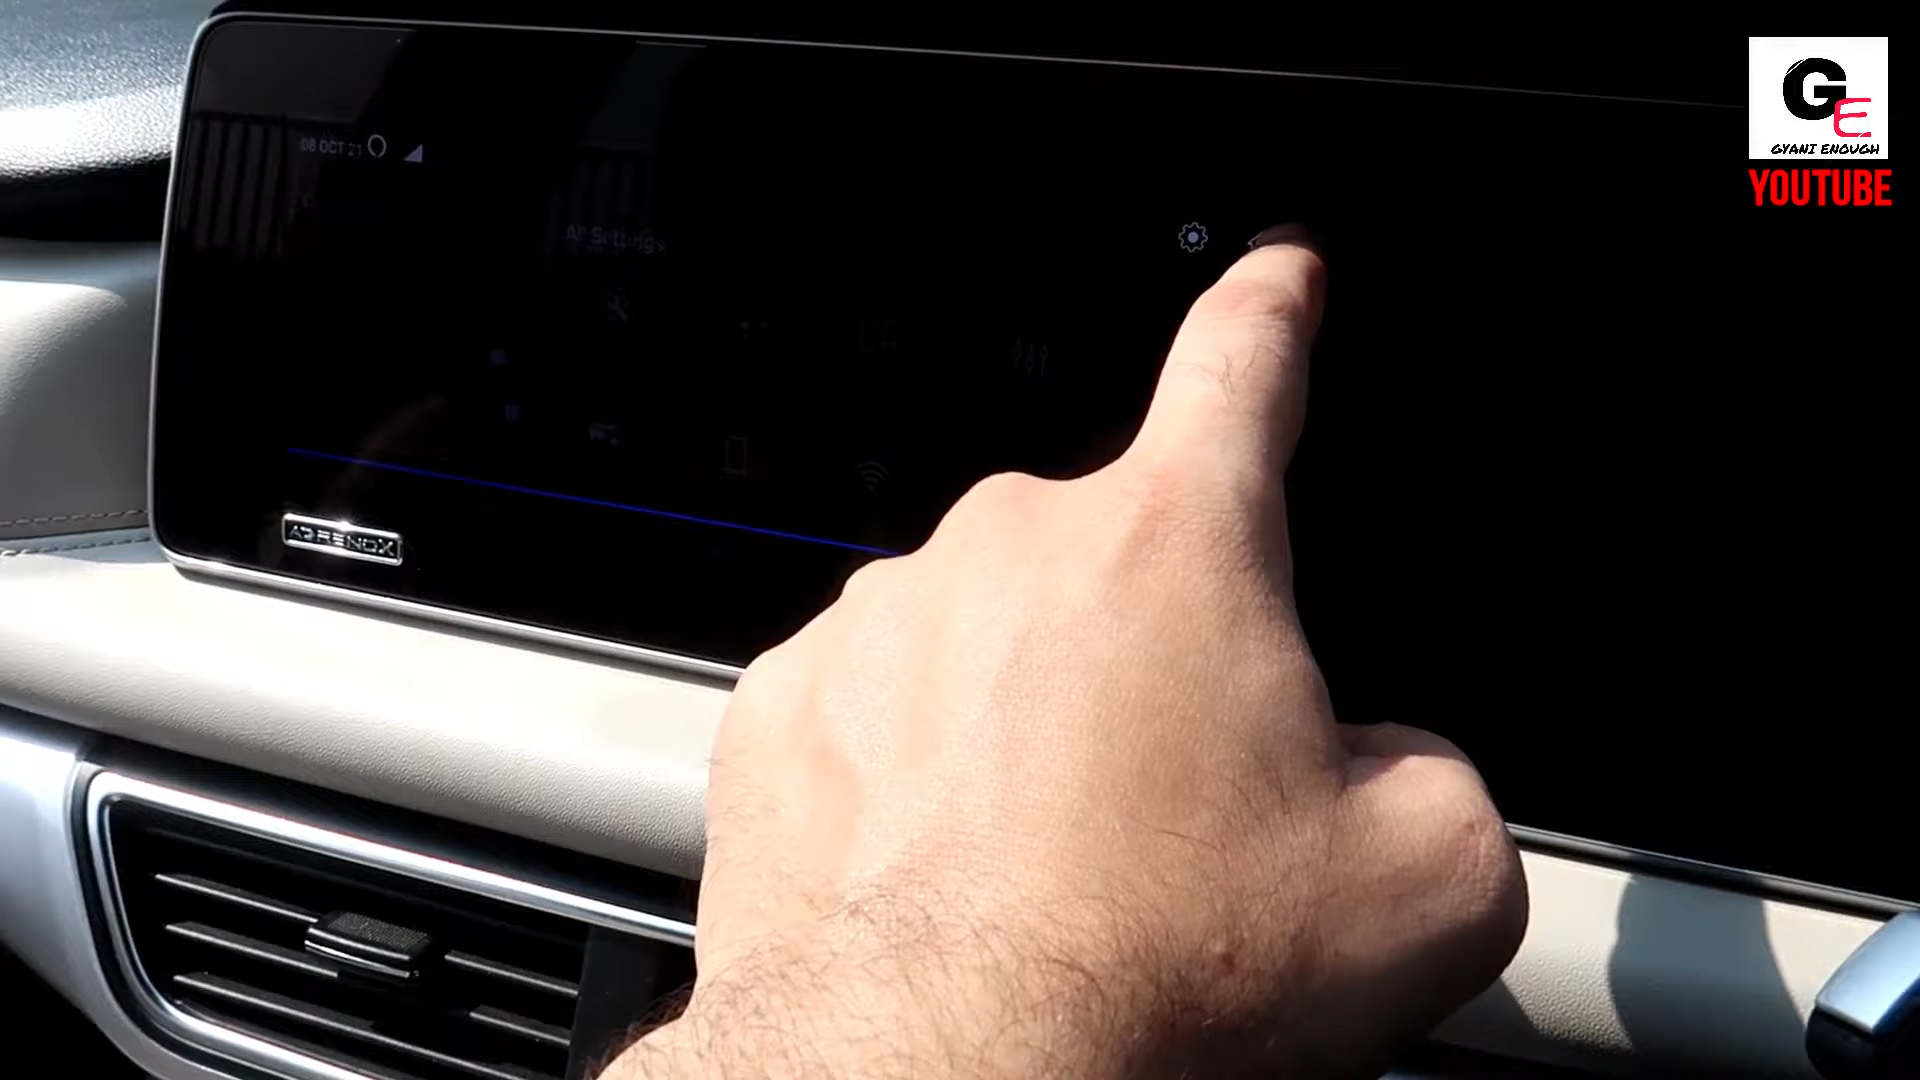 08 OCT 21
All Settings
ADRENOX
GE
GYANI ENOUGH
YOUTUBE